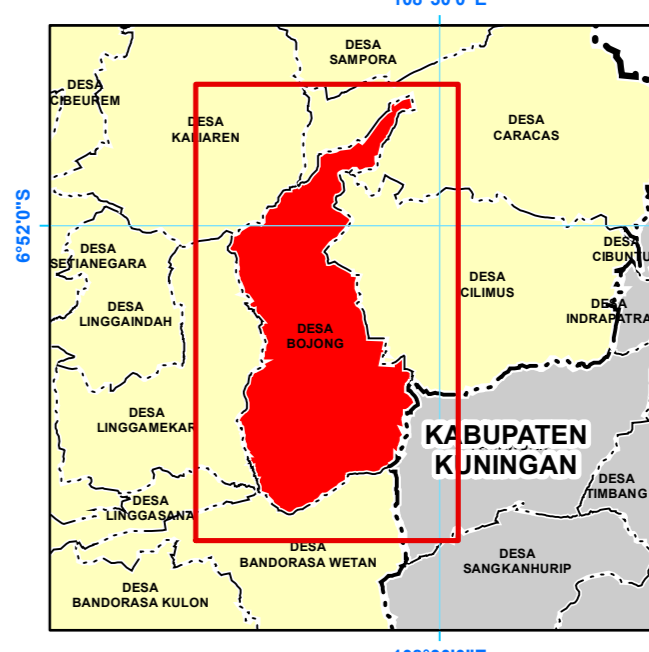 DESA
SAMPORA
DESA
CIBEUREM
DESA
KALIAREN
DESA
CARACAS
6°52'0"S
DESA
SETIANEGARA
DESA
CIBUNTU
DESA
CILIMUS
DESA
LINGGAINDAH
DESA
INDRAPATRA
DESA
BOJONG
DESA
LINGGAMEKAR
KABUPATEN
KUNINGAN
DESA
TIMBANG
DESA
LINGGASANA
DESA
BANDORASA WETAN
DESA
SANGKANHURIP
DESA
BANDORASA KULON